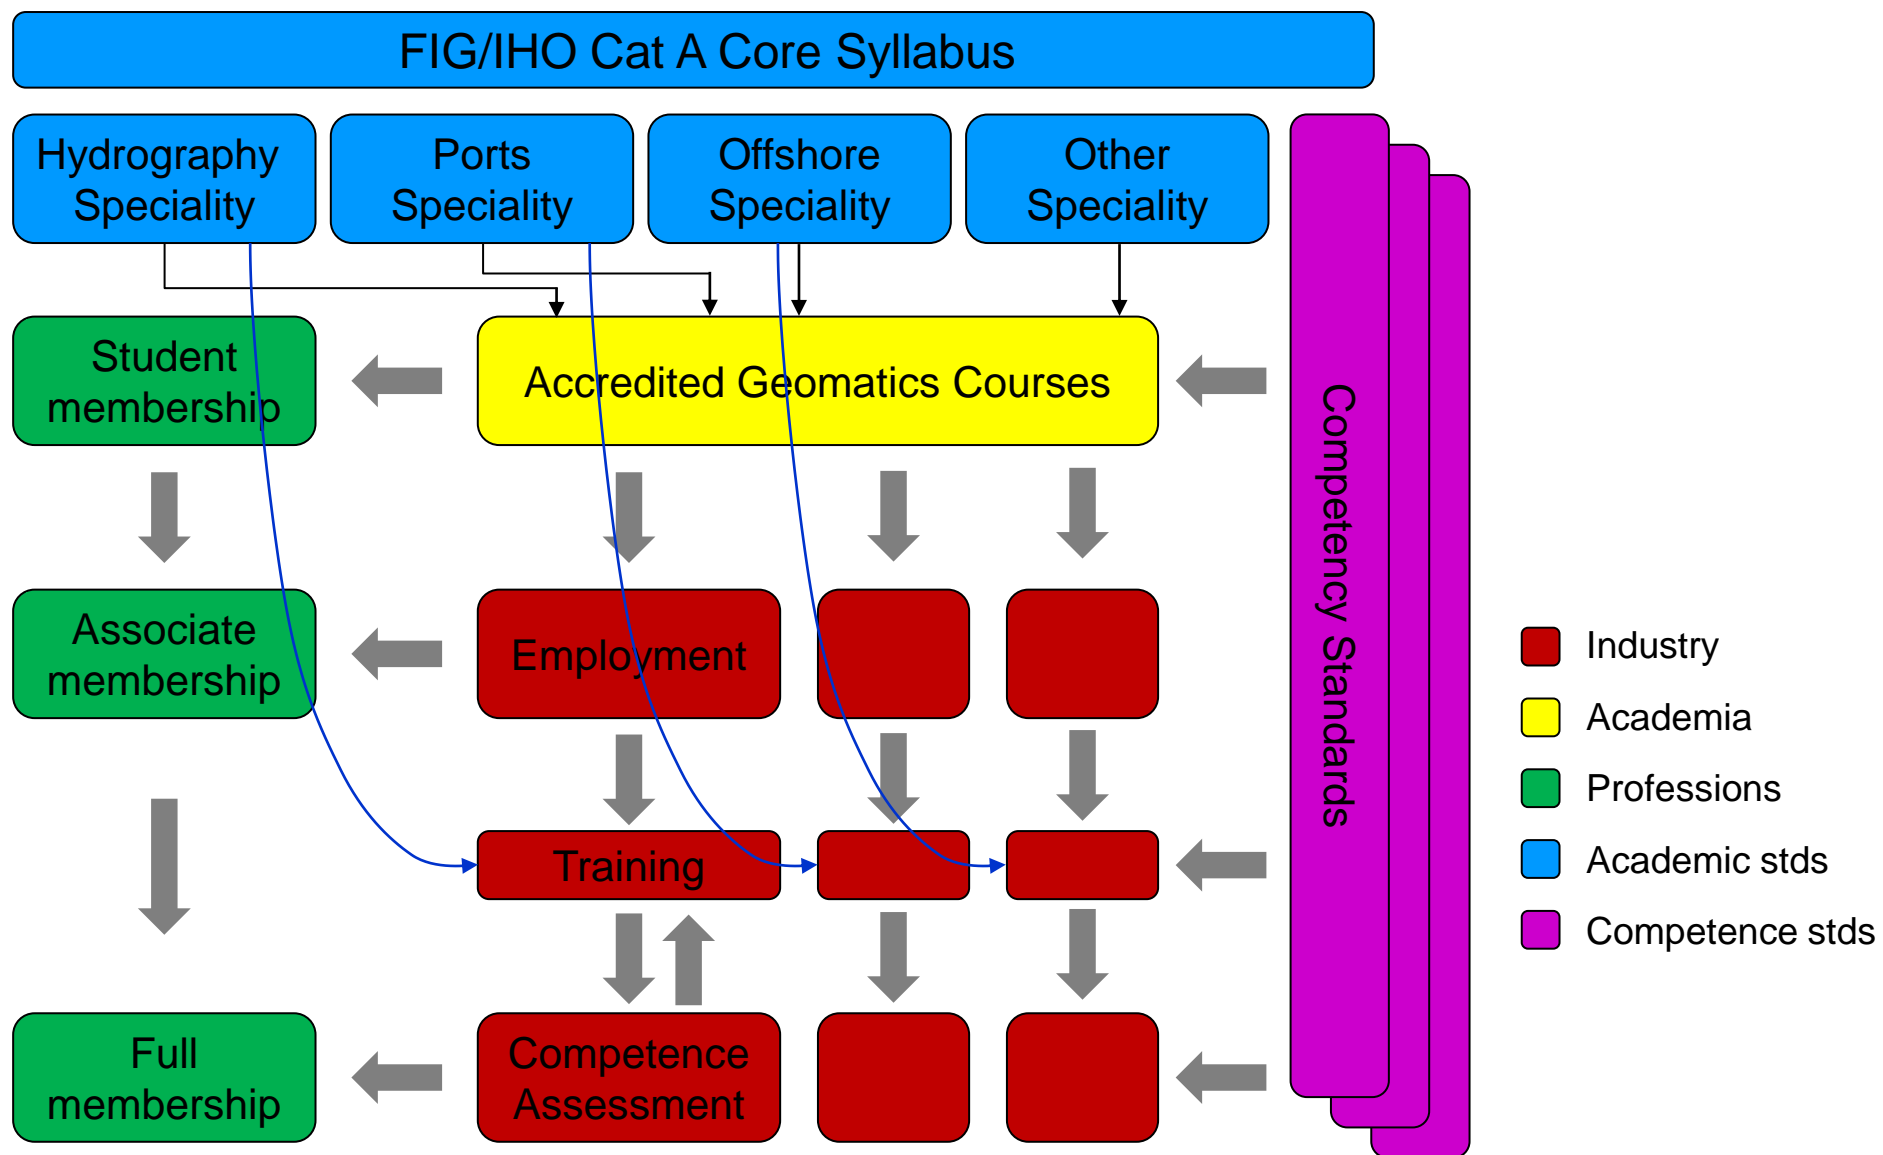 FIG/IHO Cat A Core Syllabus
Hydrography
Speciality
Ports
Speciality
Offshore
Speciality
Other
Speciality
Student
membership
Accredited Geomatics Courses
Competency Standards
Associate
membership
Employment
Training
Full
membership
Competence
Assessment
Industry
Academia
Professions
Academic stds
Competence stds